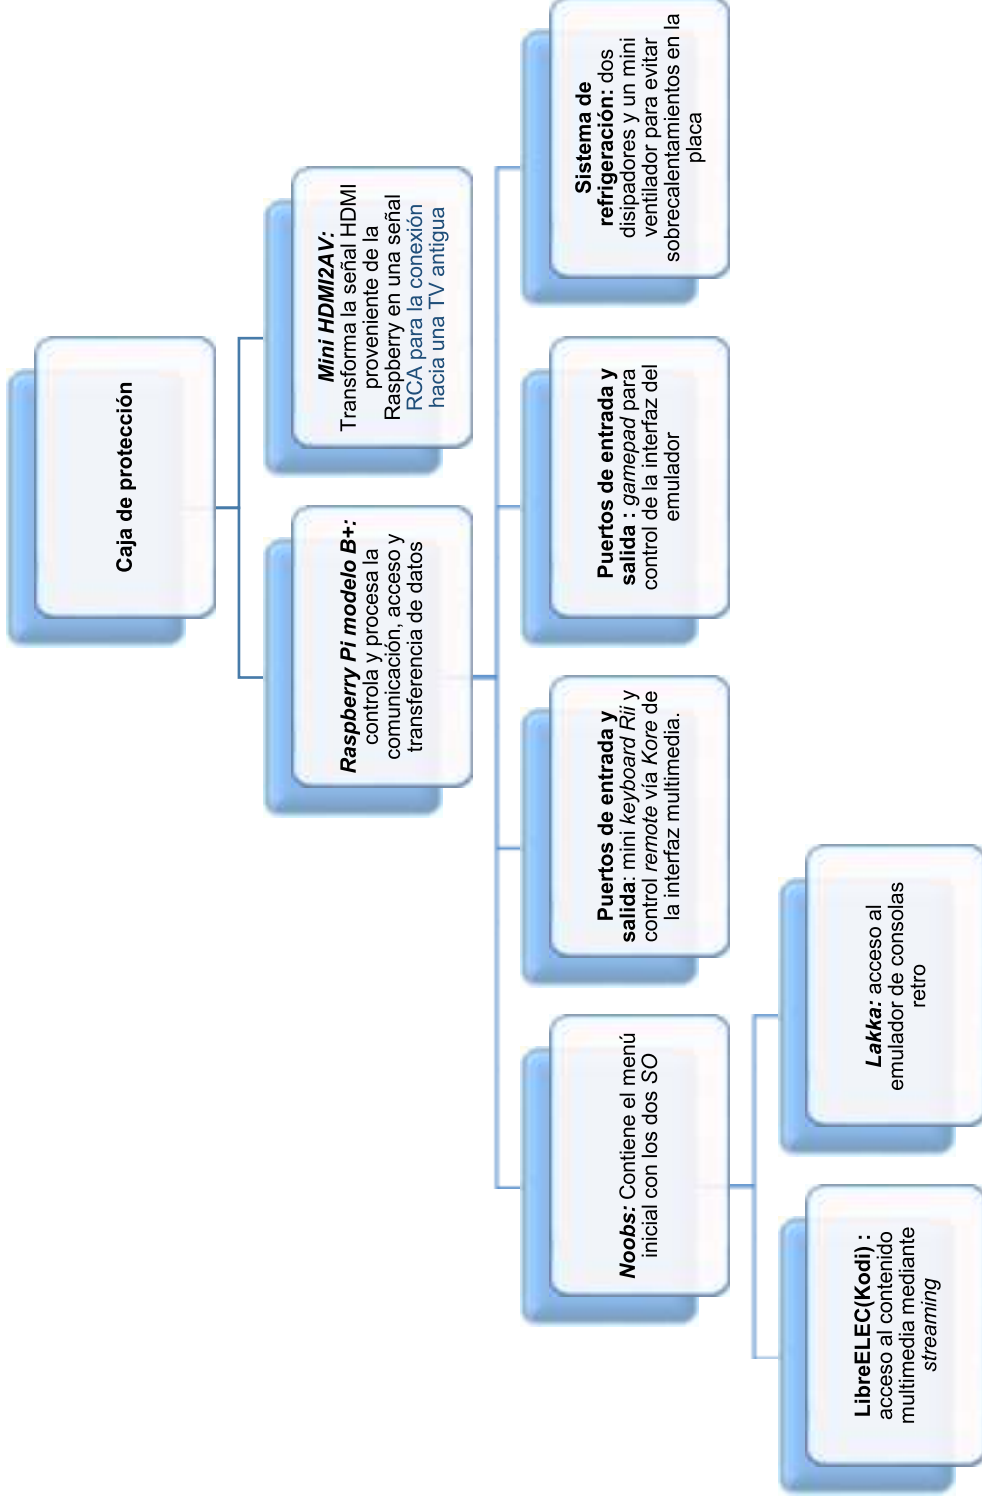 Caja de protección
Raspberry Pi modelo B+:
controla y procesa la
comunicación, acceso y
transferencia de datos
Mini HDMI2AV:
Transforma la señal HDMI
proveniente de la
Raspberry en una señal
RCA para la conexión
hacia una TV antigua
Noobs: Contiene el menú
inicial con los dos SO
Puertos de entrada y
salida: mini keyboard Rii y
control remote vía Kore de
la interfaz multimedia.
Puertos de entrada y
salida : gamepad para
control de la interfaz del
emulador
Sistema de
refrigeración: dos
disipadores y un mini
ventilador para evitar
sobrecalentamientos en la
placa
LibreELEC(Kodi) :
acceso al contenido
multimedia mediante
streaming
Lakka: acceso al
emulador de consolas
retro